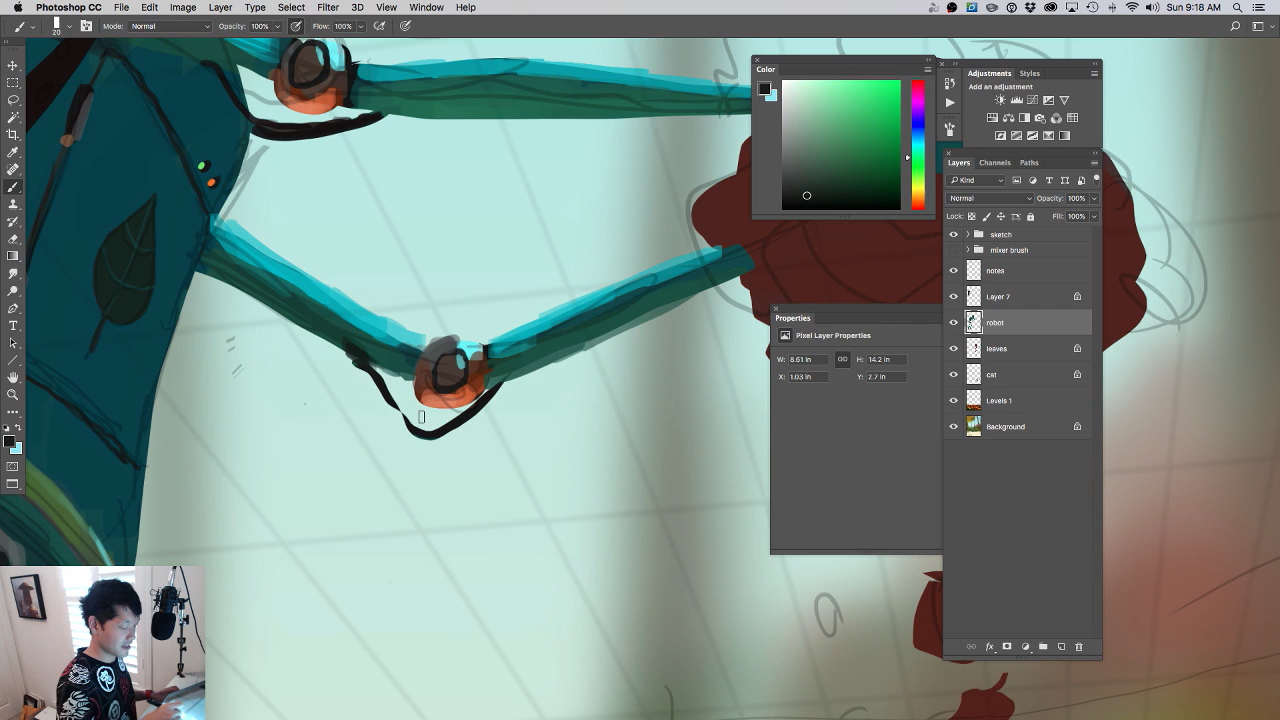 Photoshop CC File Edit Image Layer Type Select Filter 3D View Window Help Sun 9:18 AM
20 Mode: Normal Opacity: 100% Flow: 100%
Color
Adjustments Styles
Add an adjustment
Layers Channels Paths
Kind
Normal Opacity: 100%
Lock: Fill: 100%
sketch
mixer brush
notes
Layer 7
robot
leaves
cat
Levels 1
Background
Properties
Pixel Layer Properties
W: 8.61 in H: 14.2 in
X: 1.03 in Y: 2.7 in
fx